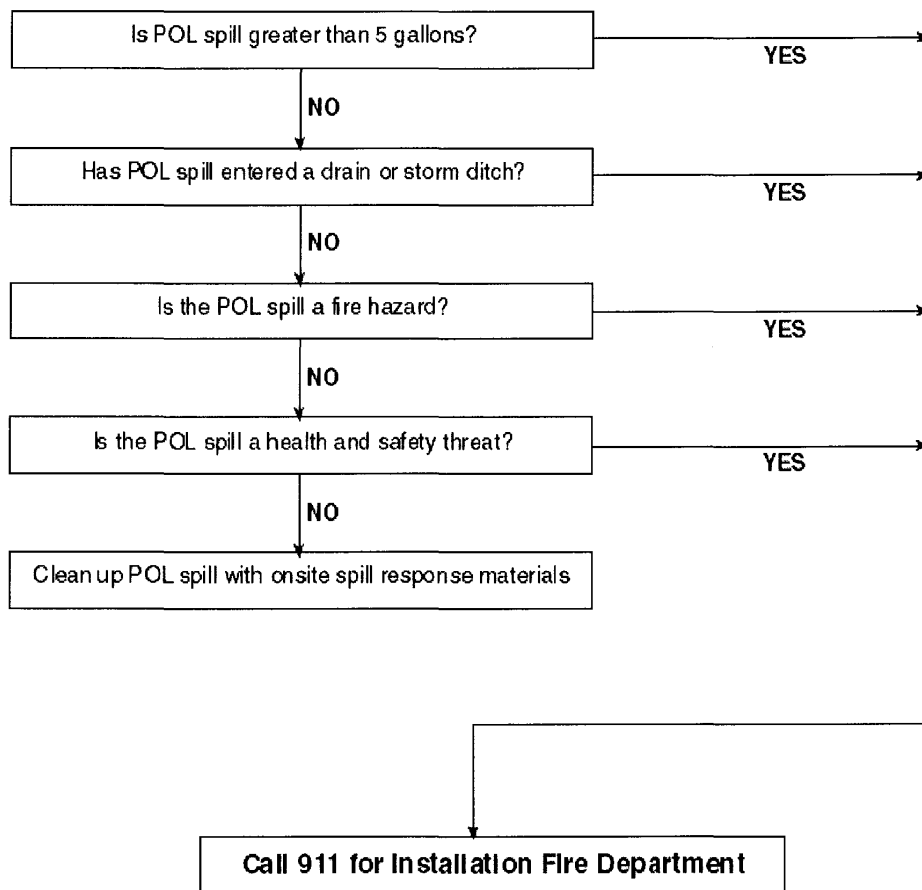 Is POL spill greater than 5 gallons?
YES
NO
Has POL spill entered a drain or storm ditch?
YES
NO
Is the POL spill a fire hazard?
YES
NO
Is the POL spill a health and safety threat?
YES
NO
Clean up POL spill with onsite spill response materials
Call 911 for Installation Fire Department